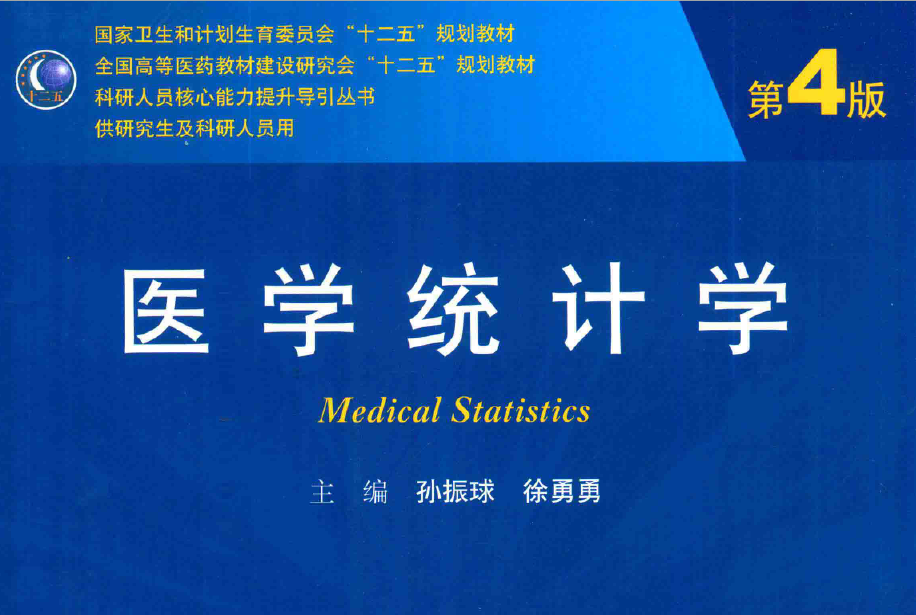 国家卫生和计划生育委员会“十二五”规划教材
全国高等医药教材建设研究会“十二五”规划教材
科研人员核心能力提升导引丛书
供研究生及科研人员用
十二五
第4版
医学统计学
Medical Statistics
主 编 孙振球 徐勇勇